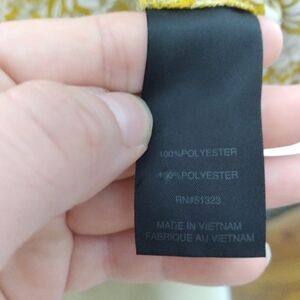 100%POLYESTER
100%POLYESTER
RN#51323
MADE IN VIETNAM
FABRIQUE AU VIETNAM